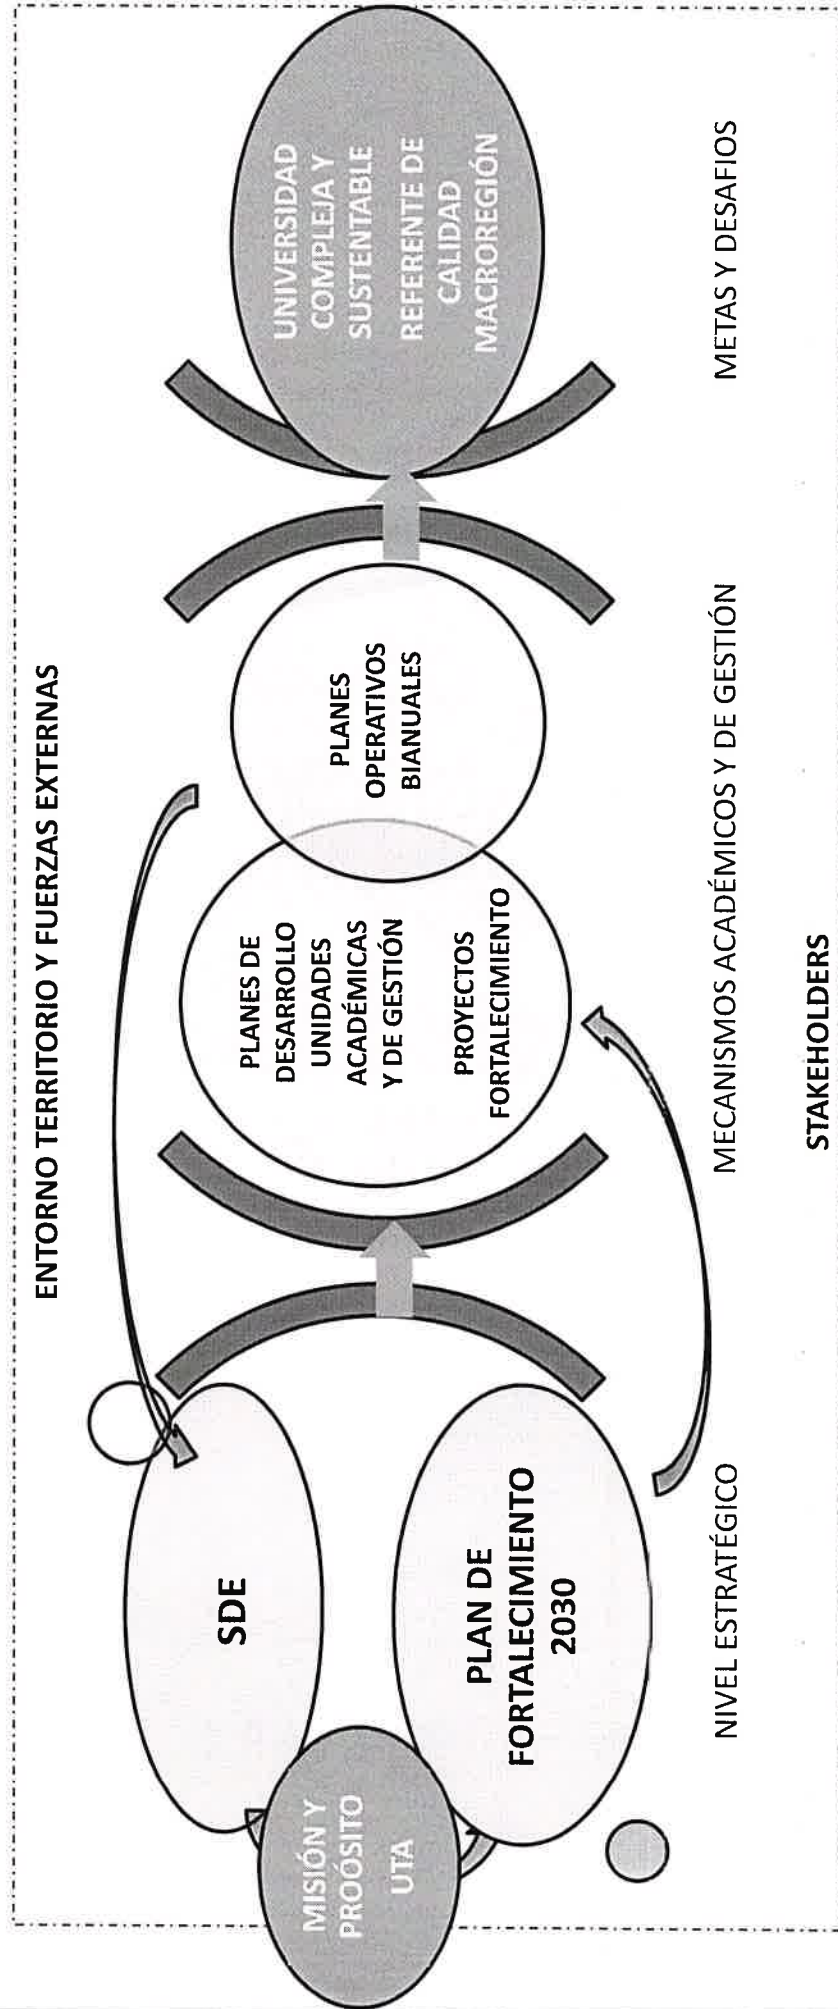 ENTORNO TERRITORIO Y FUERZAS EXTERNAS
MISIÓN Y
PROÓSITO
UTA
SDE
PLAN DE
FORTALECIMIENTO
2030
PLANES DE
DESARROLLO
UNIDADES
ACADÉMICAS
Y DE GESTIÓN
PROYECTOS
FORTALECIMIENTO
PLANES
OPERATIVOS
BIANUALES
UNIVERSIDAD
COMPLEJA Y
SUSTENTABLE
REFERENTE DE
CALIDAD
MACROREGIÓN
NIVEL ESTRATÉGICO
MECANISMOS ACADÉMICOS Y DE GESTIÓN
METAS Y DESAFIOS
STAKEHOLDERS